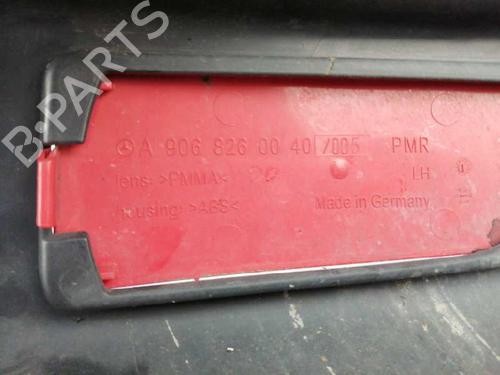 B-PARTS
A 906 826 00 40 /005 PMR
lens: >PMMA< LH
housing: >ABS< Made in Germany